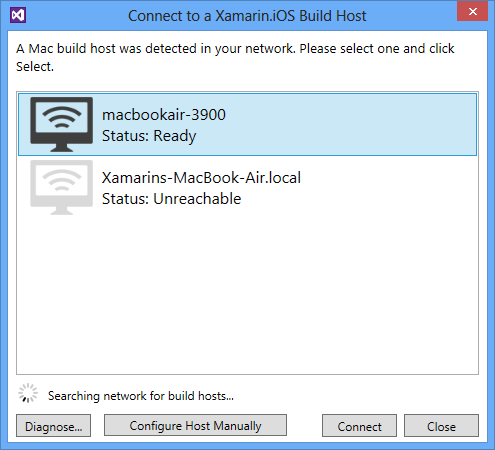 Connect to a Xamarin.iOS Build Host
A Mac build host was detected in your network. Please select one and click
Select.
macbookair-3900
Status: Ready
Xamarins-MacBook-Air.local
Status: Unreachable
Searching network for build hosts...
Diagnose... Configure Host Manually Connect Close